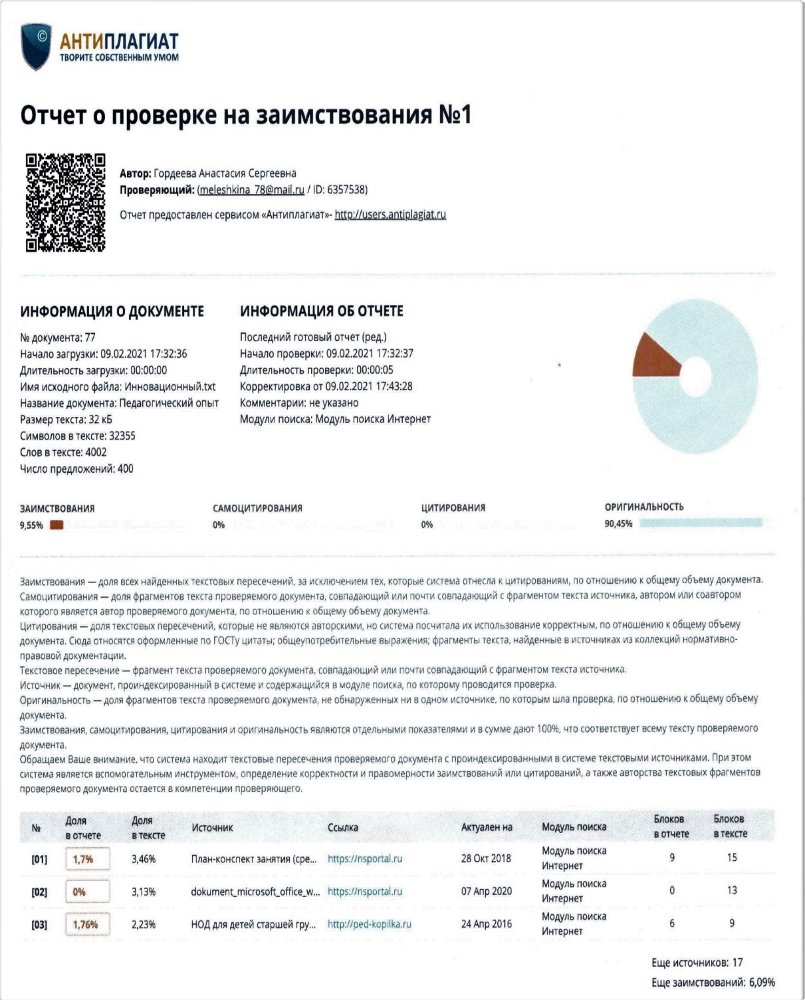 ©
АНТИПЛАГИАТ
ТВОРИТЕ СОБСТВЕННЫМ УМОМ
Отчет о проверке на заимствования №1
Автор: Гордеева Анастасия Сергеевна
Проверяющий: (meleshkina_78@mail.ru / ID: 6357538)
Отчет предоставлен сервисом «Антиплагиат»- http://users.antiplagiat.ru
ИНФОРМАЦИЯ О ДОКУМЕНТЕ
№ документа: 77
Начало загрузки: 09.02.2021 17:32:36
Длительность загрузки: 00:00:00
Имя исходного файла: Инновационный.txt
Название документа: Педагогический опыт
Размер текста: 32 кБ
Символов в тексте: 32355
Слов в тексте: 4002
Число предложений: 400
ИНФОРМАЦИЯ ОБ ОТЧЕТЕ
Последний готовый отчет (ред.)
Начало проверки: 09.02.2021 17:32:37
Длительность проверки: 00:00:05
Корректировка от 09.02.2021 17:43:28
Комментарии: не указано
Модули поиска: Модуль поиска Интернет
ЗАИМСТВОВАНИЯ
9,55%
САМОЦИТИРОВАНИЯ
0%
ЦИТИРОВАНИЯ
0%
ОРИГИНАЛЬНОСТЬ
90,45%
Заимствования — доля всех найденных текстовых пересечений, за исключением тех, которые система отнесла к цитированиям, по отношению к общему объему документа.
Самоцитирования — доля фрагментов текста проверяемого документа, совпадающий или почти совпадающий с фрагментом текста источника, автором или соавтором
которого является автор проверяемого документа, по отношению к общему объему документа.
Цитирования — доля текстовых пересечений, которые не являются авторскими, но система посчитала их использование корректным, по отношению к общему объему
документа. Сюда относятся оформленные по ГОСТу цитаты; общеупотребительные выражения; фрагменты текста, найденные в источниках из коллекций нормативно-
правовой документации.
Текстовое пересечение — фрагмент текста проверяемого документа, совпадающий или почти совпадающий с фрагментом текста источника.
Источник — документ, проиндексированный в системе и содержащийся в модуле поиска, по которому проводится проверка.
Оригинальность — доля фрагментов текста проверяемого документа, не обнаруженных ни в одном источнике, по которым шла проверка, по отношению к общему объему
документа.
Заимствования, самоцитирования, цитирования и оригинальность являются отдельными показателями и в сумме дают 100%, что соответствует всему тексту проверяемого
документа.
Обращаем Ваше внимание, что система находит текстовые пересечения проверяемого документа с проиндексированными в системе текстовыми источниками. При этом
система является вспомогательным инструментом, определение корректности и правомерности заимствований или цитирований, а также авторства текстовых фрагментов
проверяемого документа остается в компетенции проверяющего.
№ Доля в отчете Доля в тексте Источник Ссылка Актуален на Модуль поиска Блоков в отчете Блоков в тексте
[01] 1,7% 3,46% План-конспект занятия (сре... https://nsportal.ru 28 Окт 2018 Модуль поиска Интернет 9 15
[02] 0% 3,13% dokument_microsoft_office_w... https://nsportal.ru 07 Апр 2020 Модуль поиска Интернет 0 13
[03] 1,76% 2,23% НОД для детей старшей гру... http://ped-kopilka.ru 24 Апр 2016 Модуль поиска Интернет 6 9
Еще источников: 17
Еще заимствований: 6,09%